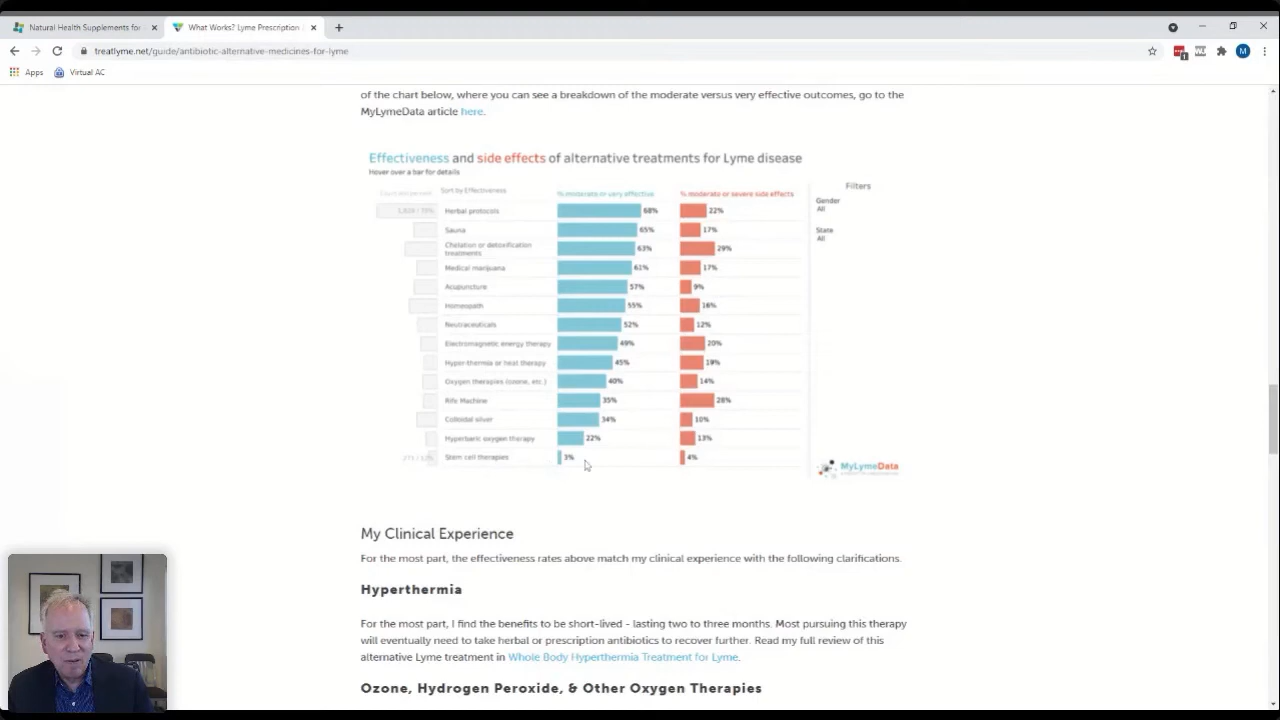 Natural Health Supplements for
What Works? Lyme Prescription
treatlyme.net/guide/antibiotic-alternative-medicines-for-lyme
1
M
Apps
Virtual AC
of the chart below, where you can see a breakdown of the moderate versus very effective outcomes, go to the
MyLymeData article here.
Effectiveness and side effects of alternative treatments for Lyme disease
Hover over a bar for details
Sort by Effectiveness
% moderate or very effective
% moderate or severe side effects
Filters
Gender
All
State
All
Herbal protocols 68% 22%
Sauna 65% 17%
Chelation or detoxification
treatments 63% 29%
Medical marijuana 61% 17%
Acupuncture 57% 9%
Homeopath 55% 16%
Neutraceuticals 52% 12%
Electromagnetic energy therapy 49% 20%
Hyper-thermia or heat therapy 45% 19%
Oxygen therapies (ozone, etc.) 40% 14%
Rife Machine 35% 28%
Colloidal silver 34% 10%
Hyperbaric oxygen therapy 22% 13%
Stem cell therapies 3% 4%
MyLymeData
My Clinical Experience
For the most part, the effectiveness rates above match my clinical experience with the following clarifications.
Hyperthermia
For the most part, I find the benefits to be short-lived - lasting two to three months. Most pursuing this therapy
will eventually need to take herbal or prescription antibiotics to recover further. Read my full review of this
alternative Lyme treatment in Whole Body Hyperthermia Treatment for Lyme.
Ozone, Hydrogen Peroxide, & Other Oxygen Therapies